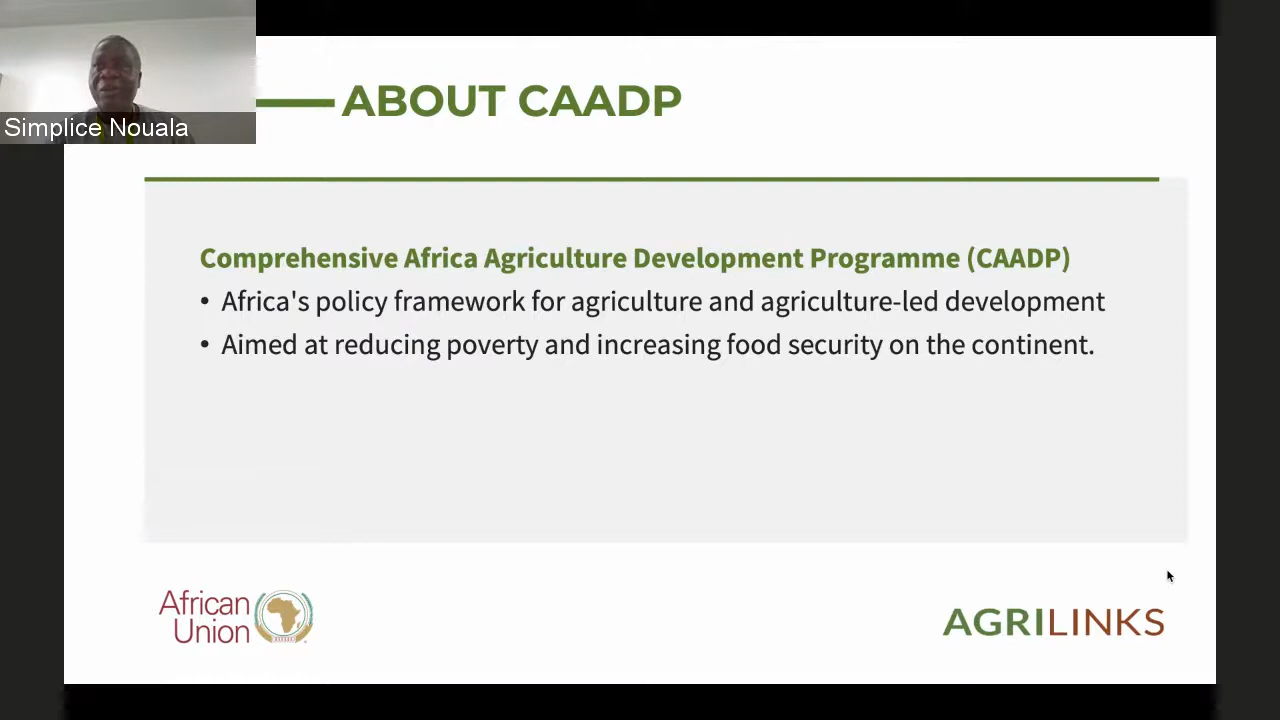 Simplice Nouala
ABOUT CAADP
Comprehensive Africa Agriculture Development Programme (CAADP)
• Africa's policy framework for agriculture and agriculture-led development
• Aimed at reducing poverty and increasing food security on the continent.
African
Union
AGRILINKS